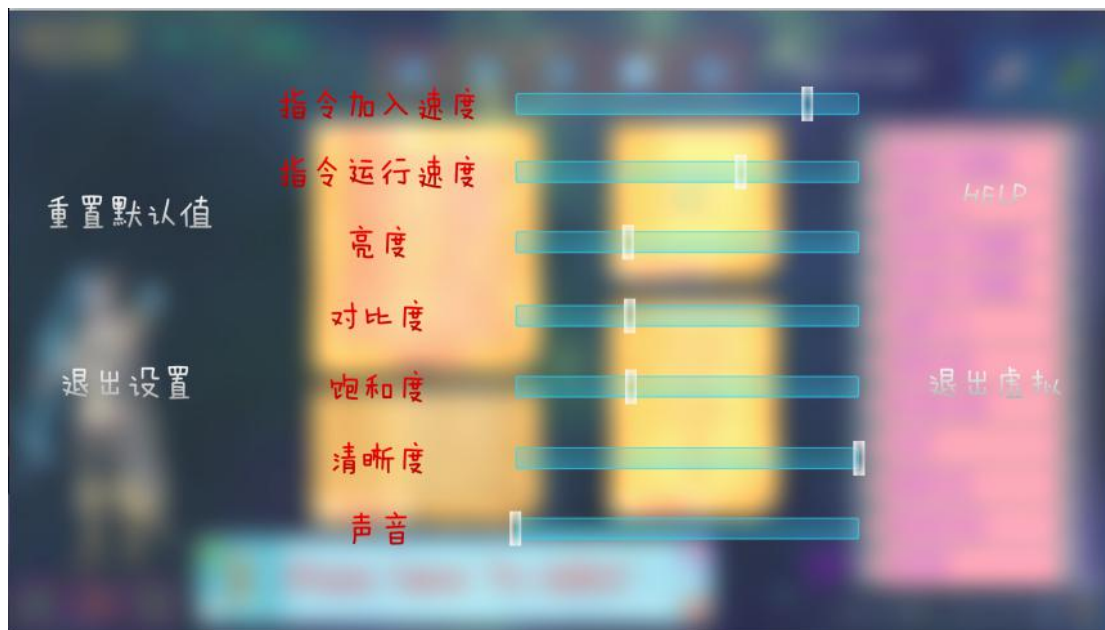 指令加入速度
指令运行速度
HELP
重置默认值
亮度
对比度
退出设置
饱和度
退出虚拟
清晰度
声音